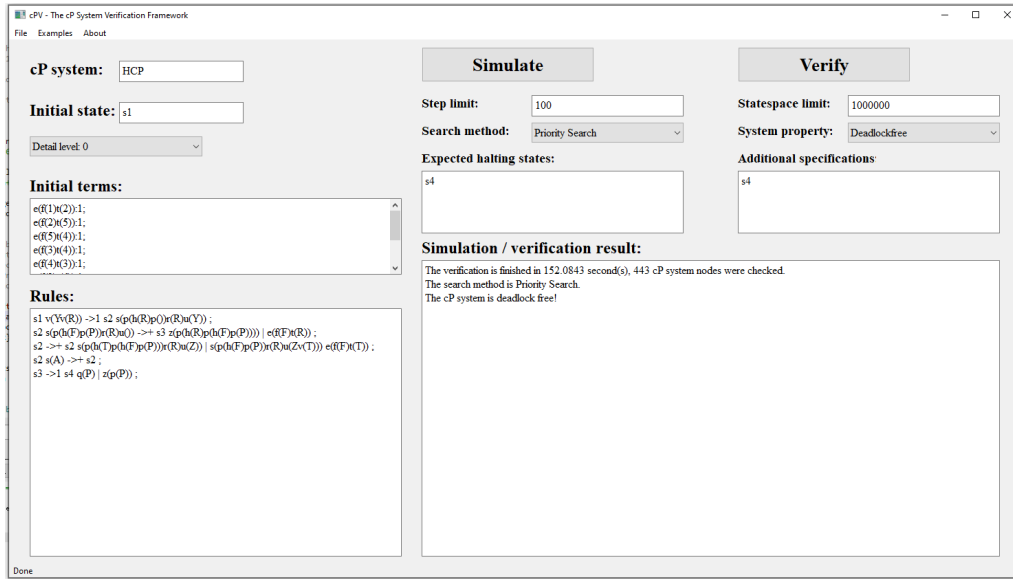 cPV - The cP System Verification Framework
File Examples About
cP system: HCP
Initial state: s1
Detail level: 0
Initial terms:
e(f(1)t(2)):1;
e(f(2)t(5)):1;
e(f(5)t(4)):1;
e(f(3)t(4)):1;
e(f(4)t(3)):1;
Rules:
s1 v(Yv(R)) ->1 s2 s(p(h(R)p())r(R)u(Y)) ;
s2 s(p(h(F)p(P))r(R)u()) ->+ s3 z(p(h(R)p(h(F)p(P)))) | e(f(F)t(R)) ;
s2 ->+ s2 s(p(h(T)p(h(F)p(P)))r(R)u(Z)) | s(p(h(F)p(P))r(R)u(Zv(T))) e(f(F)t(T)) ;
s2 s(A) ->+ s2 ;
s3 ->1 s4 q(P) | z(p(P)) ;
Simulate
Step limit: 100
Search method: Priority Search
Expected halting states:
s4
Verify
Statespace limit: 1000000
System property: Deadlockfree
Additional specifications
s4
Simulation / verification result:
The verification is finished in 152.0843 second(s), 443 cP system nodes were checked.
The search method is Priority Search.
The cP system is deadlock free!
Done